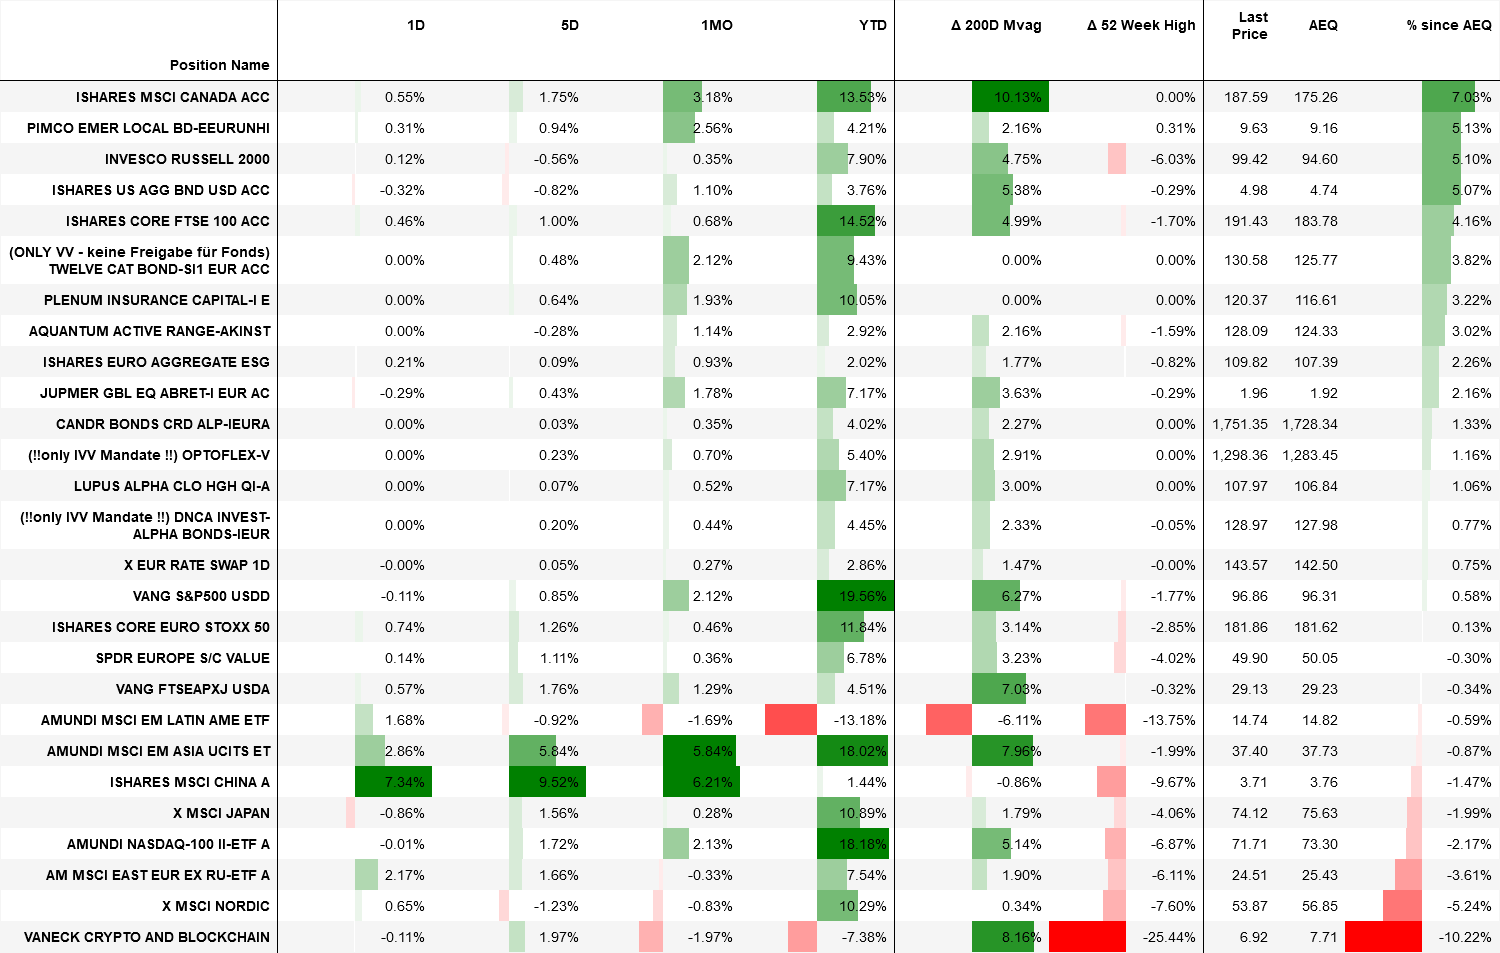 1D 5D 1MO YTD Δ 200D Mvag Δ 52 Week High Last Price AEQ % since AEQ
Position Name
ISHARES MSCI CANADA ACC 0.55% 1.75% 3.18% 13.53% 10.13% 0.00% 187.59 175.26 7.03%
PIMCO EMER LOCAL BD-EEURUNHI 0.31% 0.94% 2.56% 4.21% 2.16% 0.31% 9.63 9.16 5.13%
INVESCO RUSSELL 2000 0.12% -0.56% 0.35% 7.90% 4.75% -6.03% 99.42 94.60 5.10%
ISHARES US AGG BND USD ACC -0.32% -0.82% 1.10% 3.76% 5.38% -0.29% 4.98 4.74 5.07%
ISHARES CORE FTSE 100 ACC 0.46% 1.00% 0.68% 14.52% 4.99% -1.70% 191.43 183.78 4.16%
(ONLY VV - keine Freigabe für Fonds)
TWELVE CAT BOND-SI1 EUR ACC 0.00% 0.48% 2.12% 9.43% 0.00% 0.00% 130.58 125.77 3.82%
PLENUM INSURANCE CAPITAL-I E 0.00% 0.64% 1.93% 10.05% 0.00% 0.00% 120.37 116.61 3.22%
AQUANTUM ACTIVE RANGE-AKINST 0.00% -0.28% 1.14% 2.92% 2.16% -1.59% 128.09 124.33 3.02%
ISHARES EURO AGGREGATE ESG 0.21% 0.09% 0.93% 2.02% 1.77% -0.82% 109.82 107.39 2.26%
JUPMER GBL EQ ABRET-I EUR AC -0.29% 0.43% 1.78% 7.17% 3.63% -0.29% 1.96 1.92 2.16%
CANDR BONDS CRD ALP-IEURA 0.00% 0.03% 0.35% 4.02% 2.27% 0.00% 1,751.35 1,728.34 1.33%
(!!only IVV Mandate !!) OPTOFLEX-V 0.00% 0.23% 0.70% 5.40% 2.91% 0.00% 1,298.36 1,283.45 1.16%
LUPUS ALPHA CLO HGH QI-A 0.00% 0.07% 0.52% 7.17% 3.00% 0.00% 107.97 106.84 1.06%
(!!only IVV Mandate !!) DNCA INVEST-
ALPHA BONDS-IEUR 0.00% 0.20% 0.44% 4.45% 2.33% -0.05% 128.97 127.98 0.77%
X EUR RATE SWAP 1D -0.00% 0.05% 0.27% 2.86% 1.47% -0.00% 143.57 142.50 0.75%
VANG S&P500 USDD -0.11% 0.85% 2.12% 19.56% 6.27% -1.77% 96.86 96.31 0.58%
ISHARES CORE EURO STOXX 50 0.74% 1.26% 0.46% 11.84% 3.14% -2.85% 181.86 181.62 0.13%
SPDR EUROPE S/C VALUE 0.14% 1.11% 0.36% 6.78% 3.23% -4.02% 49.90 50.05 -0.30%
VANG FTSEAPXJ USDA 0.57% 1.76% 1.29% 4.51% 7.03% -0.32% 29.13 29.23 -0.34%
AMUNDI MSCI EM LATIN AME ETF 1.68% -0.92% -1.69% -13.18% -6.11% -13.75% 14.74 14.82 -0.59%
AMUNDI MSCI EM ASIA UCITS ET 2.86% 5.84% 5.84% 18.02% 7.96% -1.99% 37.40 37.73 -0.87%
ISHARES MSCI CHINA A 7.34% 9.52% 6.21% 1.44% -0.86% -9.67% 3.71 3.76 -1.47%
X MSCI JAPAN -0.86% 1.56% 0.28% 10.89% 1.79% -4.06% 74.12 75.63 -1.99%
AMUNDI NASDAQ-100 II-ETF A -0.01% 1.72% 2.13% 18.18% 5.14% -6.87% 71.71 73.30 -2.17%
AM MSCI EAST EUR EX RU-ETF A 2.17% 1.66% -0.33% 7.54% 1.90% -6.11% 24.51 25.43 -3.61%
X MSCI NORDIC 0.65% -1.23% -0.83% 10.29% 0.34% -7.60% 53.87 56.85 -5.24%
VANECK CRYPTO AND BLOCKCHAIN -0.11% 1.97% -1.97% -7.38% 8.16% -25.44% 6.92 7.71 -10.22%